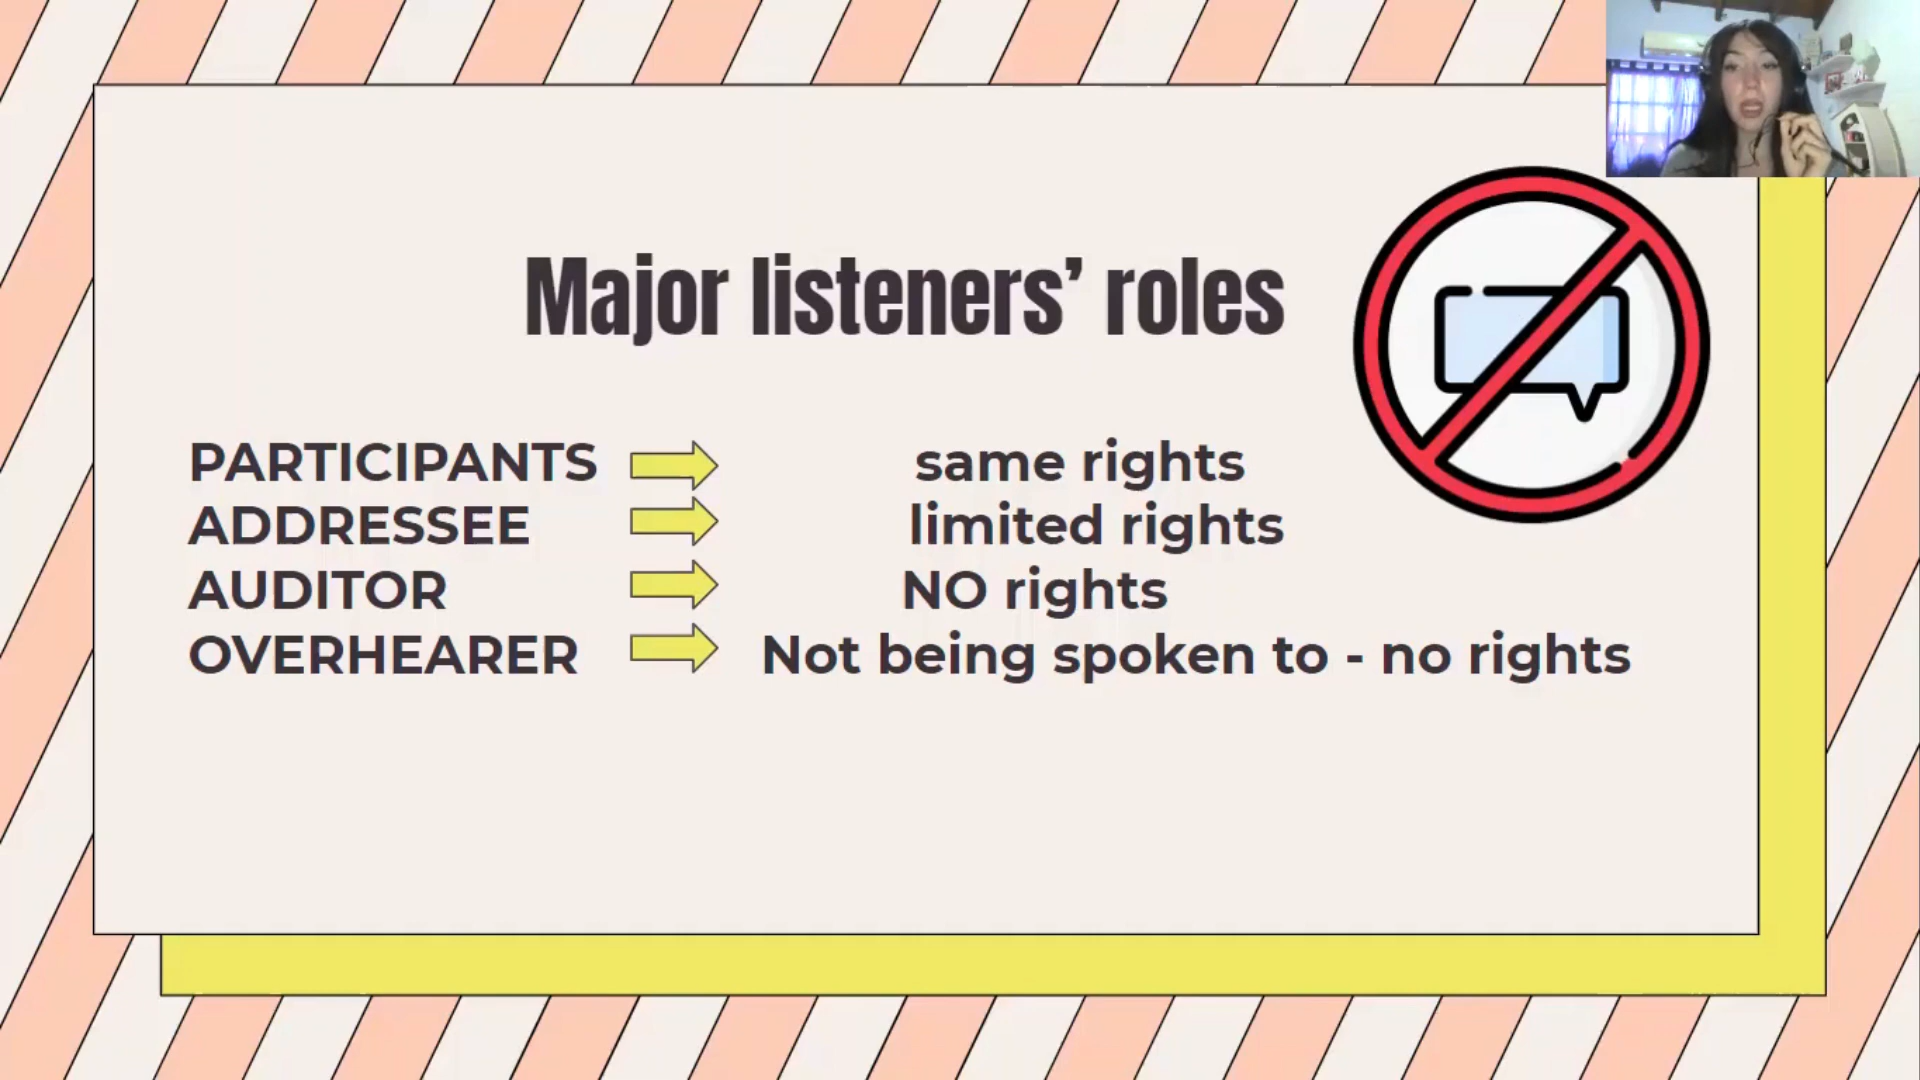 Major listeners’ roles
PARTICIPANTS same rights
ADDRESSEE limited rights
AUDITOR NO rights
OVERHEARER Not being spoken to - no rights